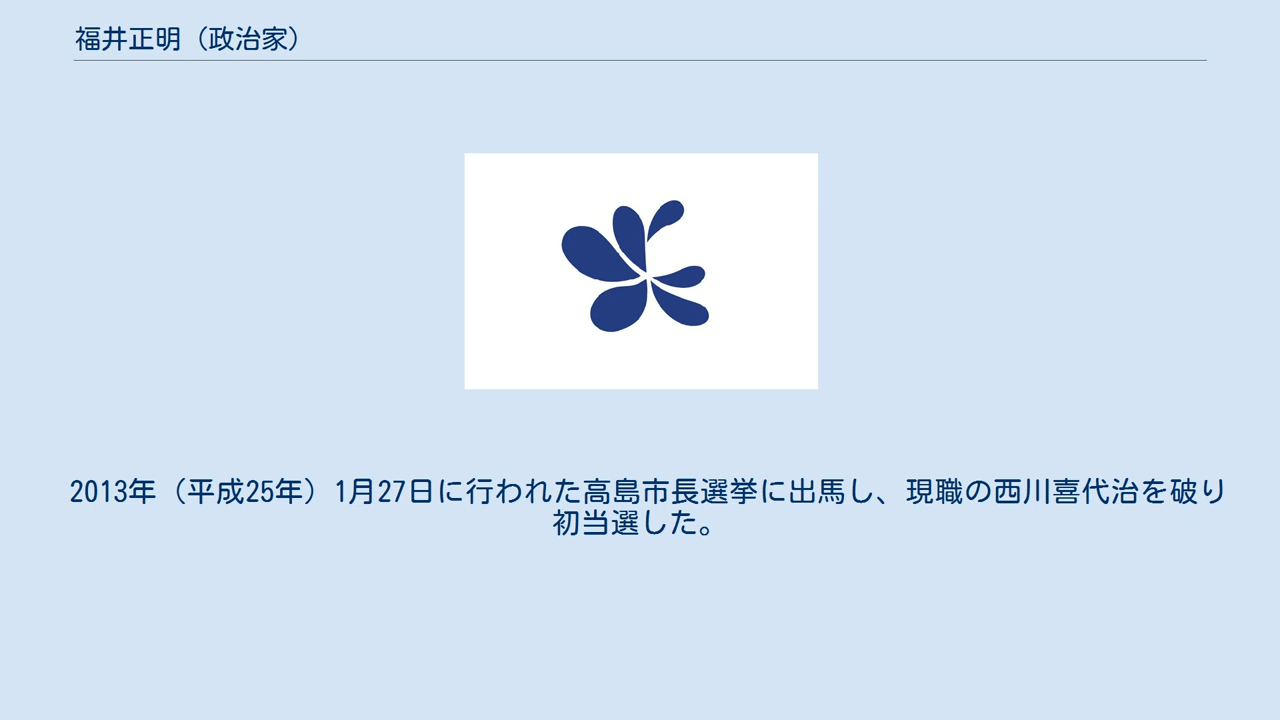 福井正明（政治家）
2013年（平成25年）1月27日に行われた高島市長選挙に出馬し、現職の西川喜代治を破り
初当選した。